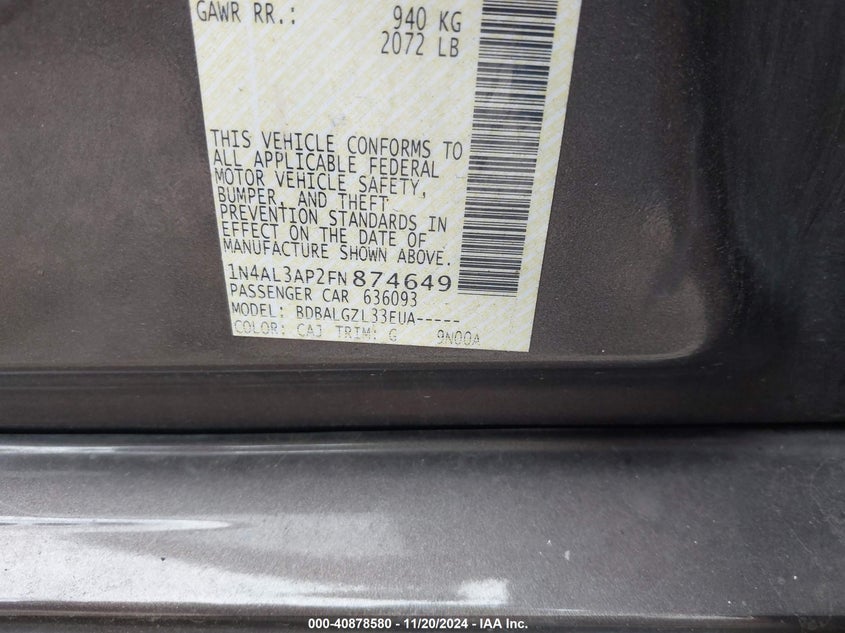 GAWR RR.: 940 KG
2072 LB
THIS VEHICLE CONFORMS TO
ALL APPLICABLE FEDERAL
MOTOR VEHICLE SAFETY,
BUMPER, AND THEFT
PREVENTION STANDARDS IN
EFFECT ON THE DATE OF
MANUFACTURE SHOWN ABOVE.
1N4AL3AP2FN874649
PASSENGER CAR 636093
MODEL: BDBALGZL33EUA-----
COLOR: CAJ TRIM: G 9N00A
000-40878580 - 11/20/2024 - IAA Inc.